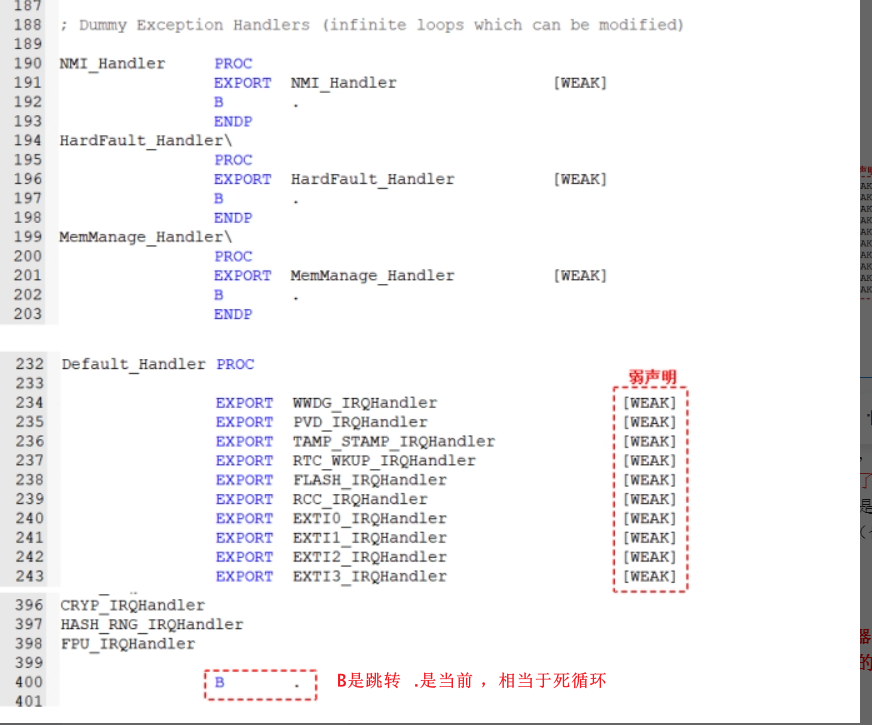 187
188 ; Dummy Exception Handlers (infinite loops which can be modified)
189
190 NMI_Handler PROC
191 EXPORT NMI_Handler [WEAK]
192 B .
193 ENDP
194 HardFault_Handler\
195 PROC
196 EXPORT HardFault_Handler [WEAK]
197 B .
198 ENDP
199 MemManage_Handler\
200 PROC
201 EXPORT MemManage_Handler [WEAK]
202 B .
203 ENDP
232 Default_Handler PROC
弱声明
233
234 EXPORT WWDG_IRQHandler [WEAK]
235 EXPORT PVD_IRQHandler [WEAK]
236 EXPORT TAMP_STAMP_IRQHandler [WEAK]
237 EXPORT RTC_WKUP_IRQHandler [WEAK]
238 EXPORT FLASH_IRQHandler [WEAK]
239 EXPORT RCC_IRQHandler [WEAK]
240 EXPORT EXTI0_IRQHandler [WEAK]
241 EXPORT EXTI1_IRQHandler [WEAK]
242 EXPORT EXTI2_IRQHandler [WEAK]
243 EXPORT EXTI3_IRQHandler [WEAK]
396 CRYP_IRQHandler
397 HASH_RNG_IRQHandler
398 FPU_IRQHandler
399
400 B . B是跳转 .是当前，相当于死循环
401